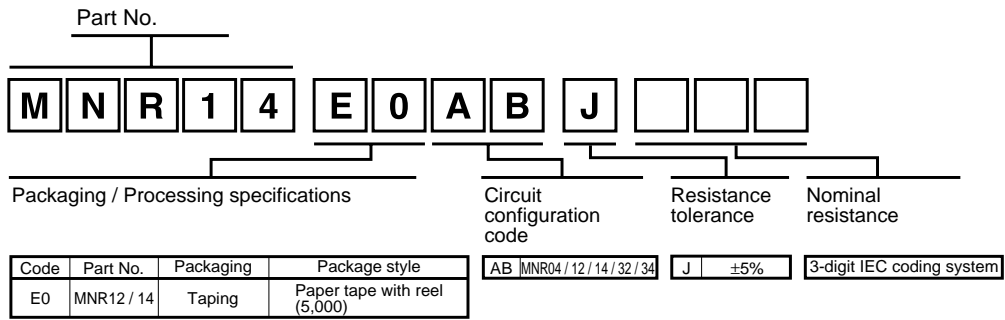 Part No.
M N R 1 4 E 0 A B J
Packaging / Processing specifications
Circuit
configuration
code
Resistance
tolerance
Nominal
resistance
Code Part No. Packaging Package style
E0 MNR12 / 14 Taping Paper tape with reel
(5,000)
AB MNR04 / 12 / 14 / 32 / 34
J ±5%
3-digit IEC coding system